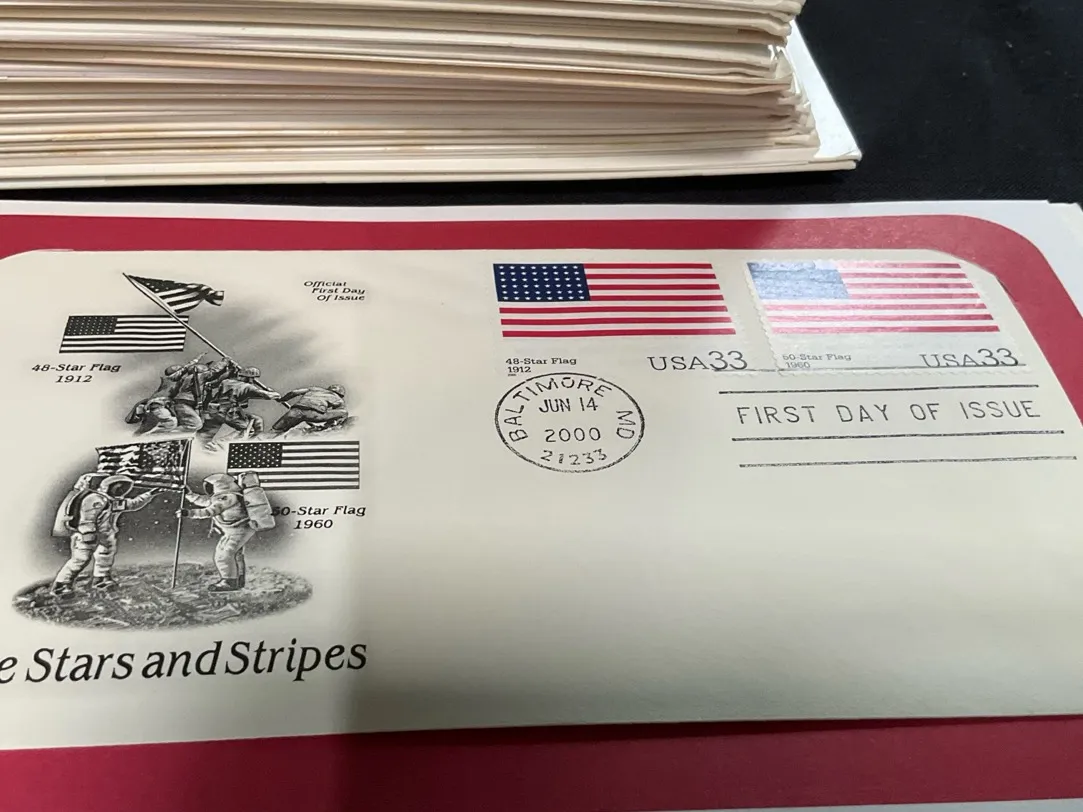 Official
First Day
Of Issue
48-Star Flag
1912
50-Star Flag
1960
e Stars and Stripes
48-Star Flag
1912
USA33
50-Star Flag
1960
USA33
BALTIMORE MD
JUN 14
2000
21233
FIRST DAY OF ISSUE